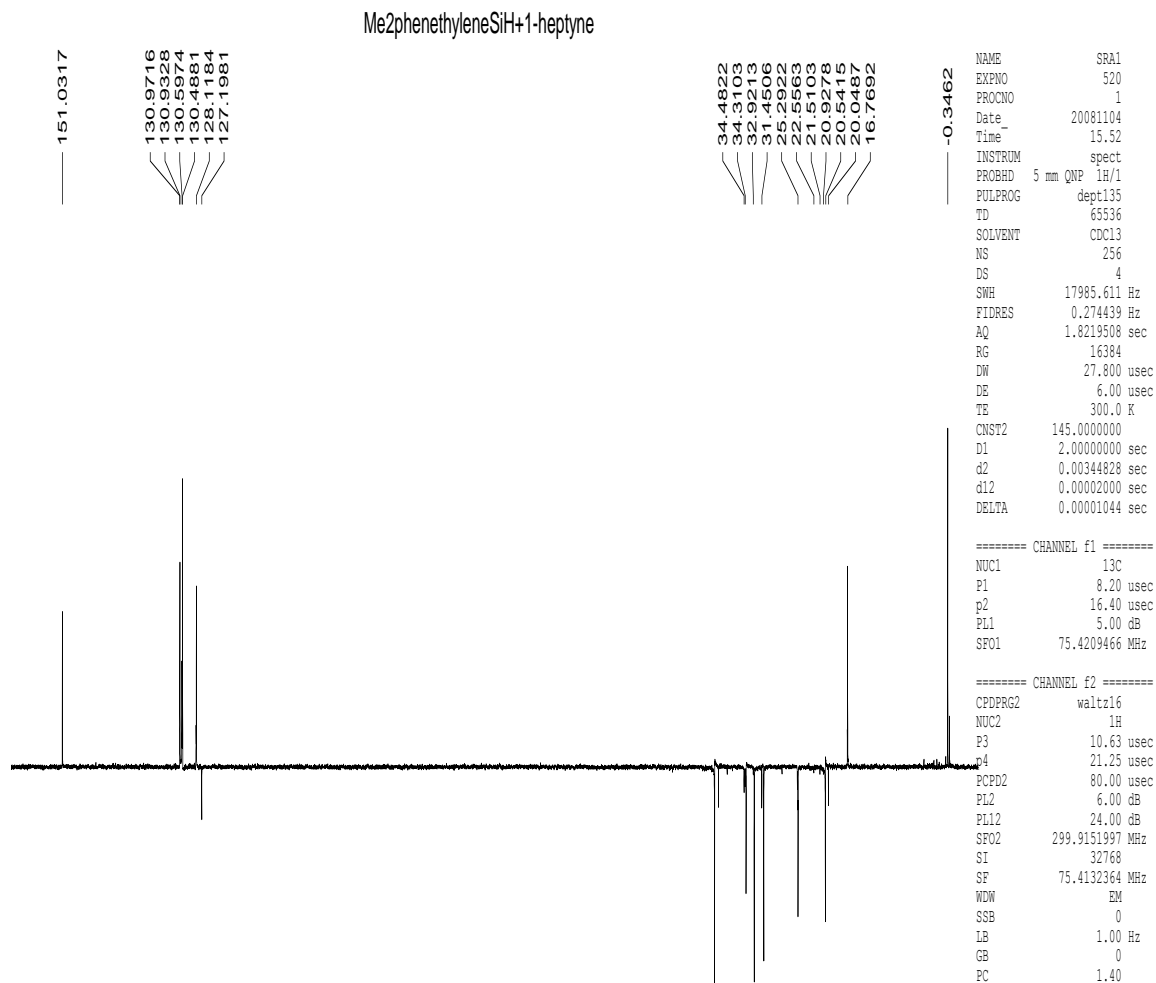 Me2phenethyleneSiH+1-heptyne
151.0317
130.9716
130.9328
130.5974
130.4881
128.1184
127.1981
34.4822
34.3103
32.9213
31.4506
25.2922
22.5563
21.5103
20.9278
20.5415
20.0487
16.7692
-0.3462
NAME SRA1
EXPNO 520
PROCNO 1
Date_ 20081104
Time 15.52
INSTRUM spect
PROBHD 5 mm QNP 1H/1
PULPROG dept135
TD 65536
SOLVENT CDCl3
NS 256
DS 4
SWH 17985.611 Hz
FIDRES 0.274439 Hz
AQ 1.8219508 sec
RG 16384
DW 27.800 usec
DE 6.00 usec
TE 300.0 K
CNST2 145.0000000
D1 2.00000000 sec
d2 0.00344828 sec
d12 0.00002000 sec
DELTA 0.00001044 sec
======== CHANNEL f1 ========
NUC1 13C
P1 8.20 usec
p2 16.40 usec
PL1 5.00 dB
SFO1 75.4209466 MHz
======== CHANNEL f2 ========
CPDPRG2 waltz16
NUC2 1H
P3 10.63 usec
p4 21.25 usec
PCPD2 80.00 usec
PL2 6.00 dB
PL12 24.00 dB
SFO2 299.9151997 MHz
SI 32768
SF 75.4132364 MHz
WDW EM
SSB 0
LB 1.00 Hz
GB 0
PC 1.40